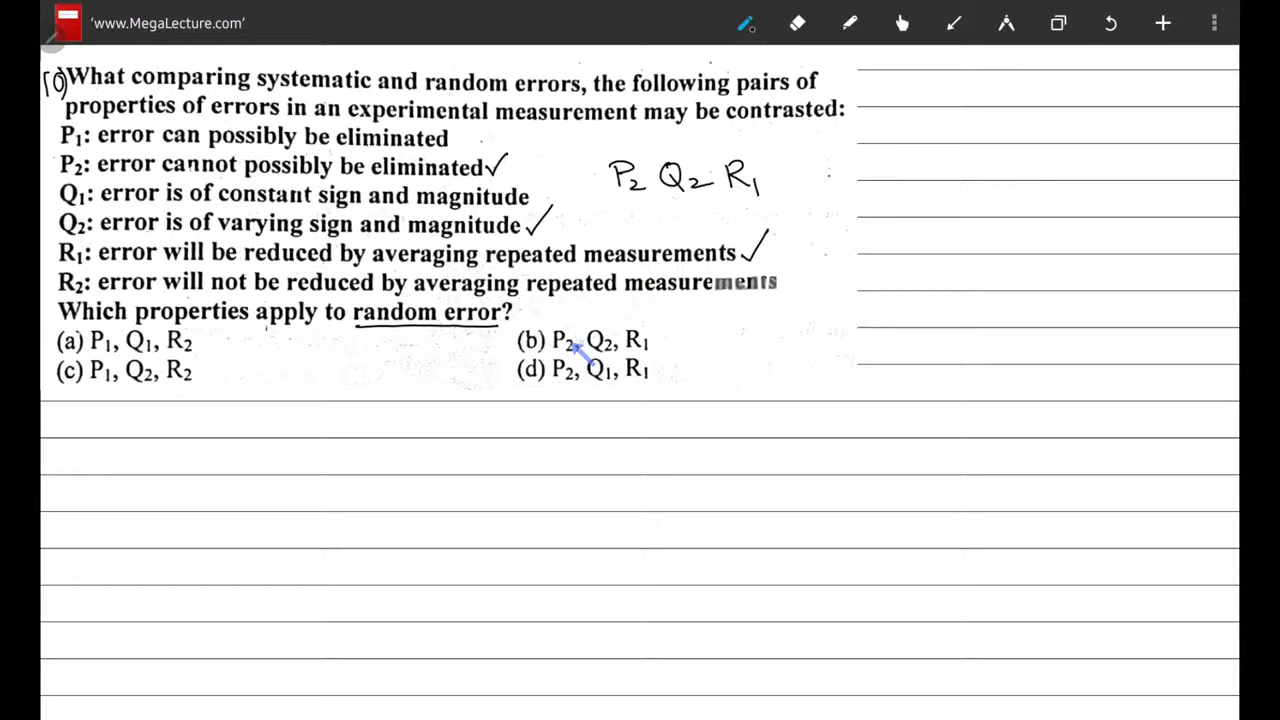 ‘www.MegaLecture.com’
10) What comparing systematic and random errors, the following pairs of
properties of errors in an experimental measurement may be contrasted:
P₁: error can possibly be eliminated
P₂: error cannot possibly be eliminated ✓
P₂ Q₂ R₁
Q₁: error is of constant sign and magnitude
Q₂: error is of varying sign and magnitude ✓
R₁: error will be reduced by averaging repeated measurements ✓
R₂: error will not be reduced by averaging repeated measurements
Which properties apply to random error?
(a) P₁, Q₁, R₂ (b) P₂, Q₂, R₁
(c) P₁, Q₂, R₂ (d) P₂, Q₁, R₁